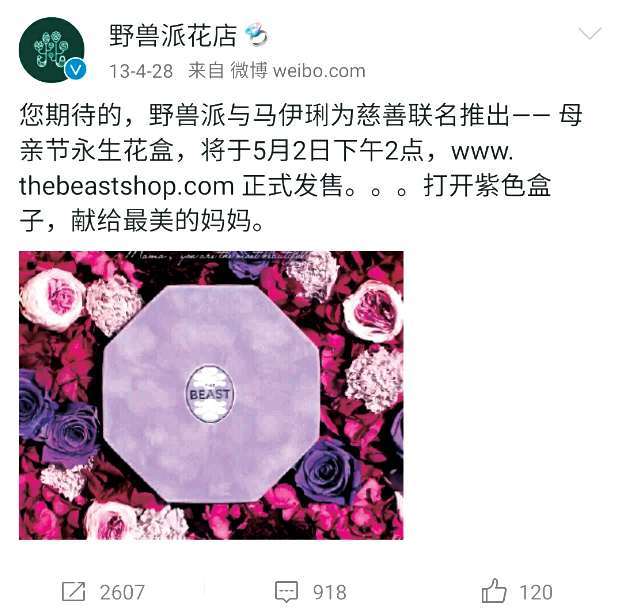 野兽派花店
13-4-28 来自 微博 weibo.com
您期待的，野兽派与马伊琍为慈善联名推出—— 母
亲节永生花盒，将于5月2日下午2点，www.
thebeastshop.com 正式发售。。。打开紫色盒
子，献给最美的妈妈。
Mama, you are the most beautiful
THE
BEAST
2607
918
120